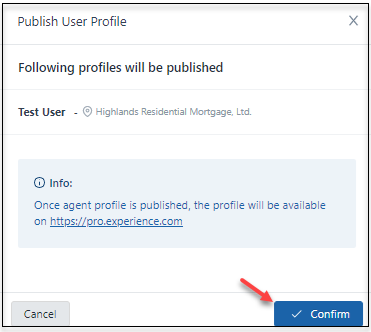 Publish User Profile
Following profiles will be published
Test User - Highlands Residential Mortgage, Ltd.
Info:
Once agent profile is published, the profile will be available
on https://pro.experience.com
Cancel Confirm